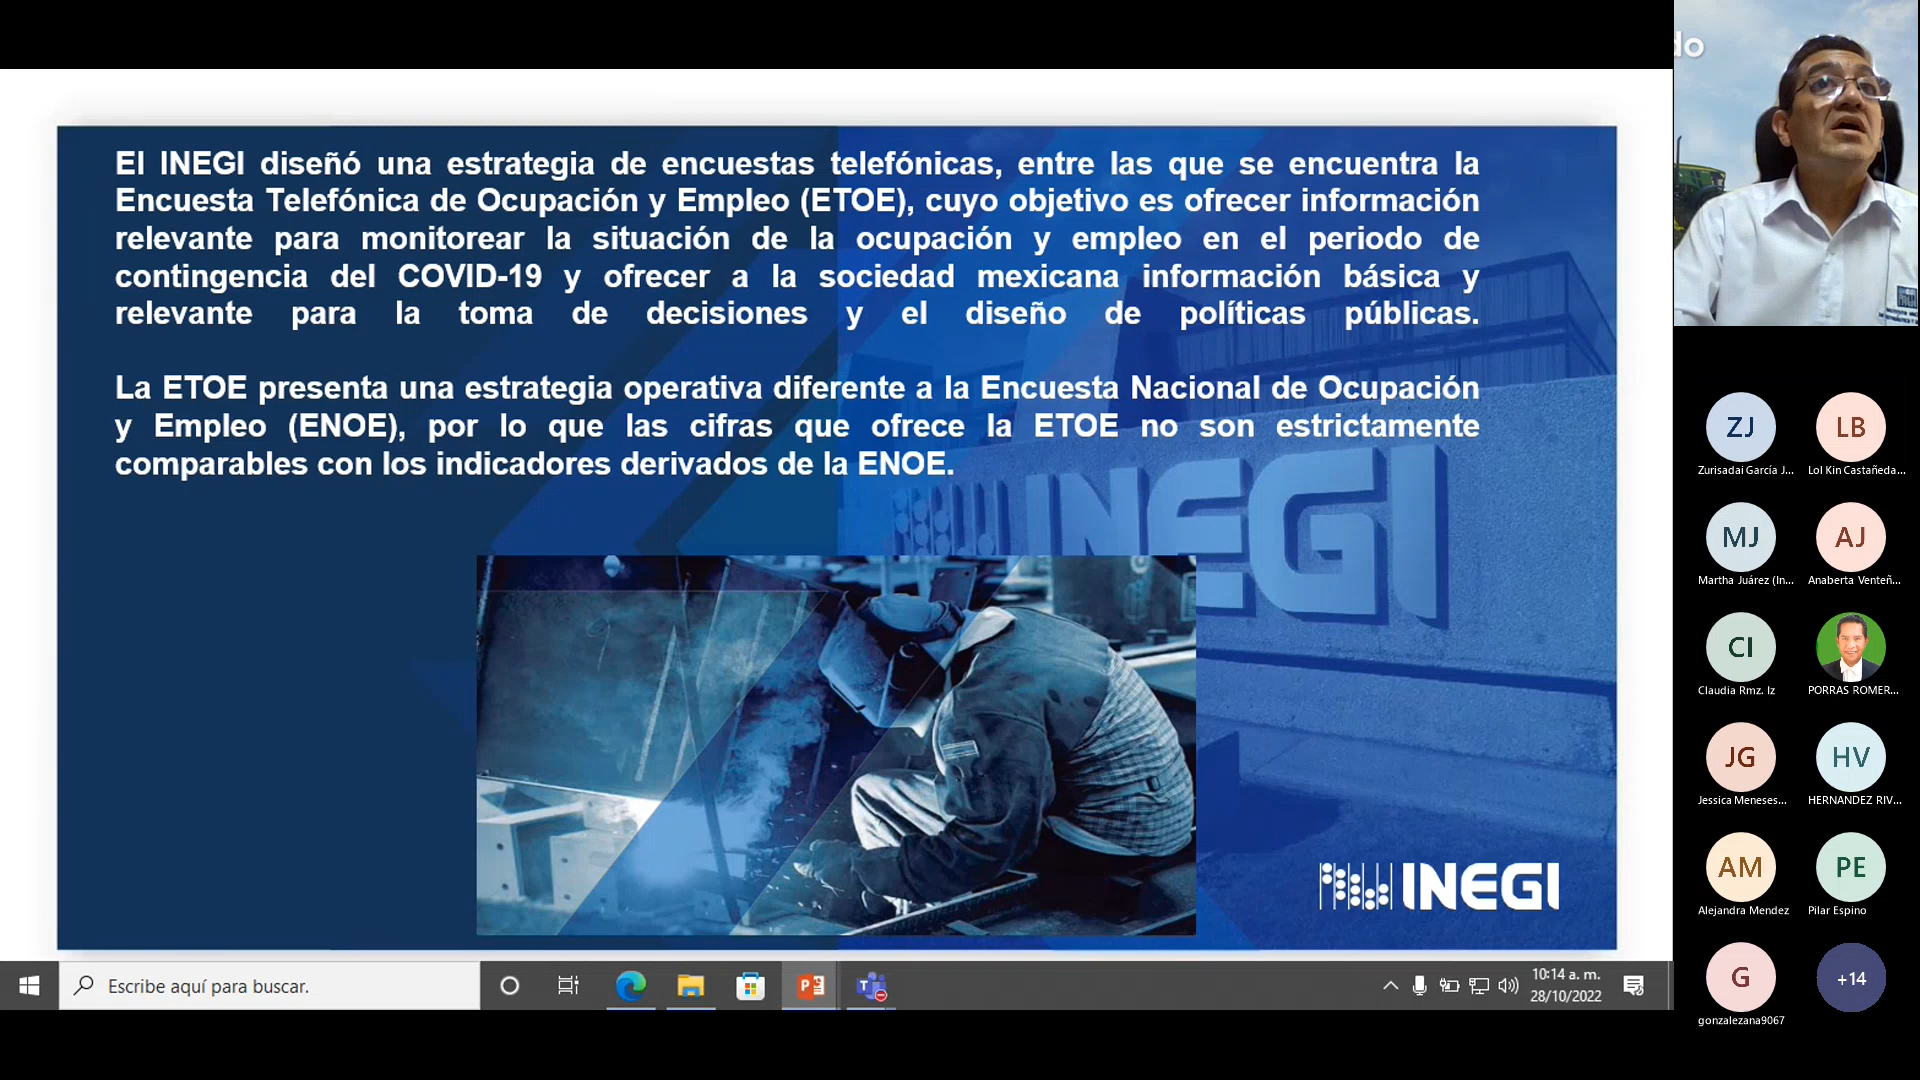 El INEGI diseñó una estrategia de encuestas telefónicas, entre las que se encuentra la
Encuesta Telefónica de Ocupación y Empleo (ETOE), cuyo objetivo es ofrecer información
relevante para monitorear la situación de la ocupación y empleo en el periodo de
contingencia del COVID-19 y ofrecer a la sociedad mexicana información básica y
relevante para la toma de decisiones y el diseño de políticas públicas.
La ETOE presenta una estrategia operativa diferente a la Encuesta Nacional de Ocupación
y Empleo (ENOE), por lo que las cifras que ofrece la ETOE no son estrictamente
comparables con los indicadores derivados de la ENOE.
INEGI
INEGI
do
ZJ
Zurisadai García J...
LB
Lol Kin Castañeda...
MJ
Martha Juárez (In...
AJ
Anaberta Venteñ...
CI
Claudia Rmz. Iz
PORRAS ROMER...
JG
Jessica Meneses...
HV
HERNANDEZ RIV...
AM
Alejandra Mendez
PE
Pilar Espino
G
gonzalezana9067
+14
Escribe aquí para buscar.
10:14 a. m.
28/10/2022